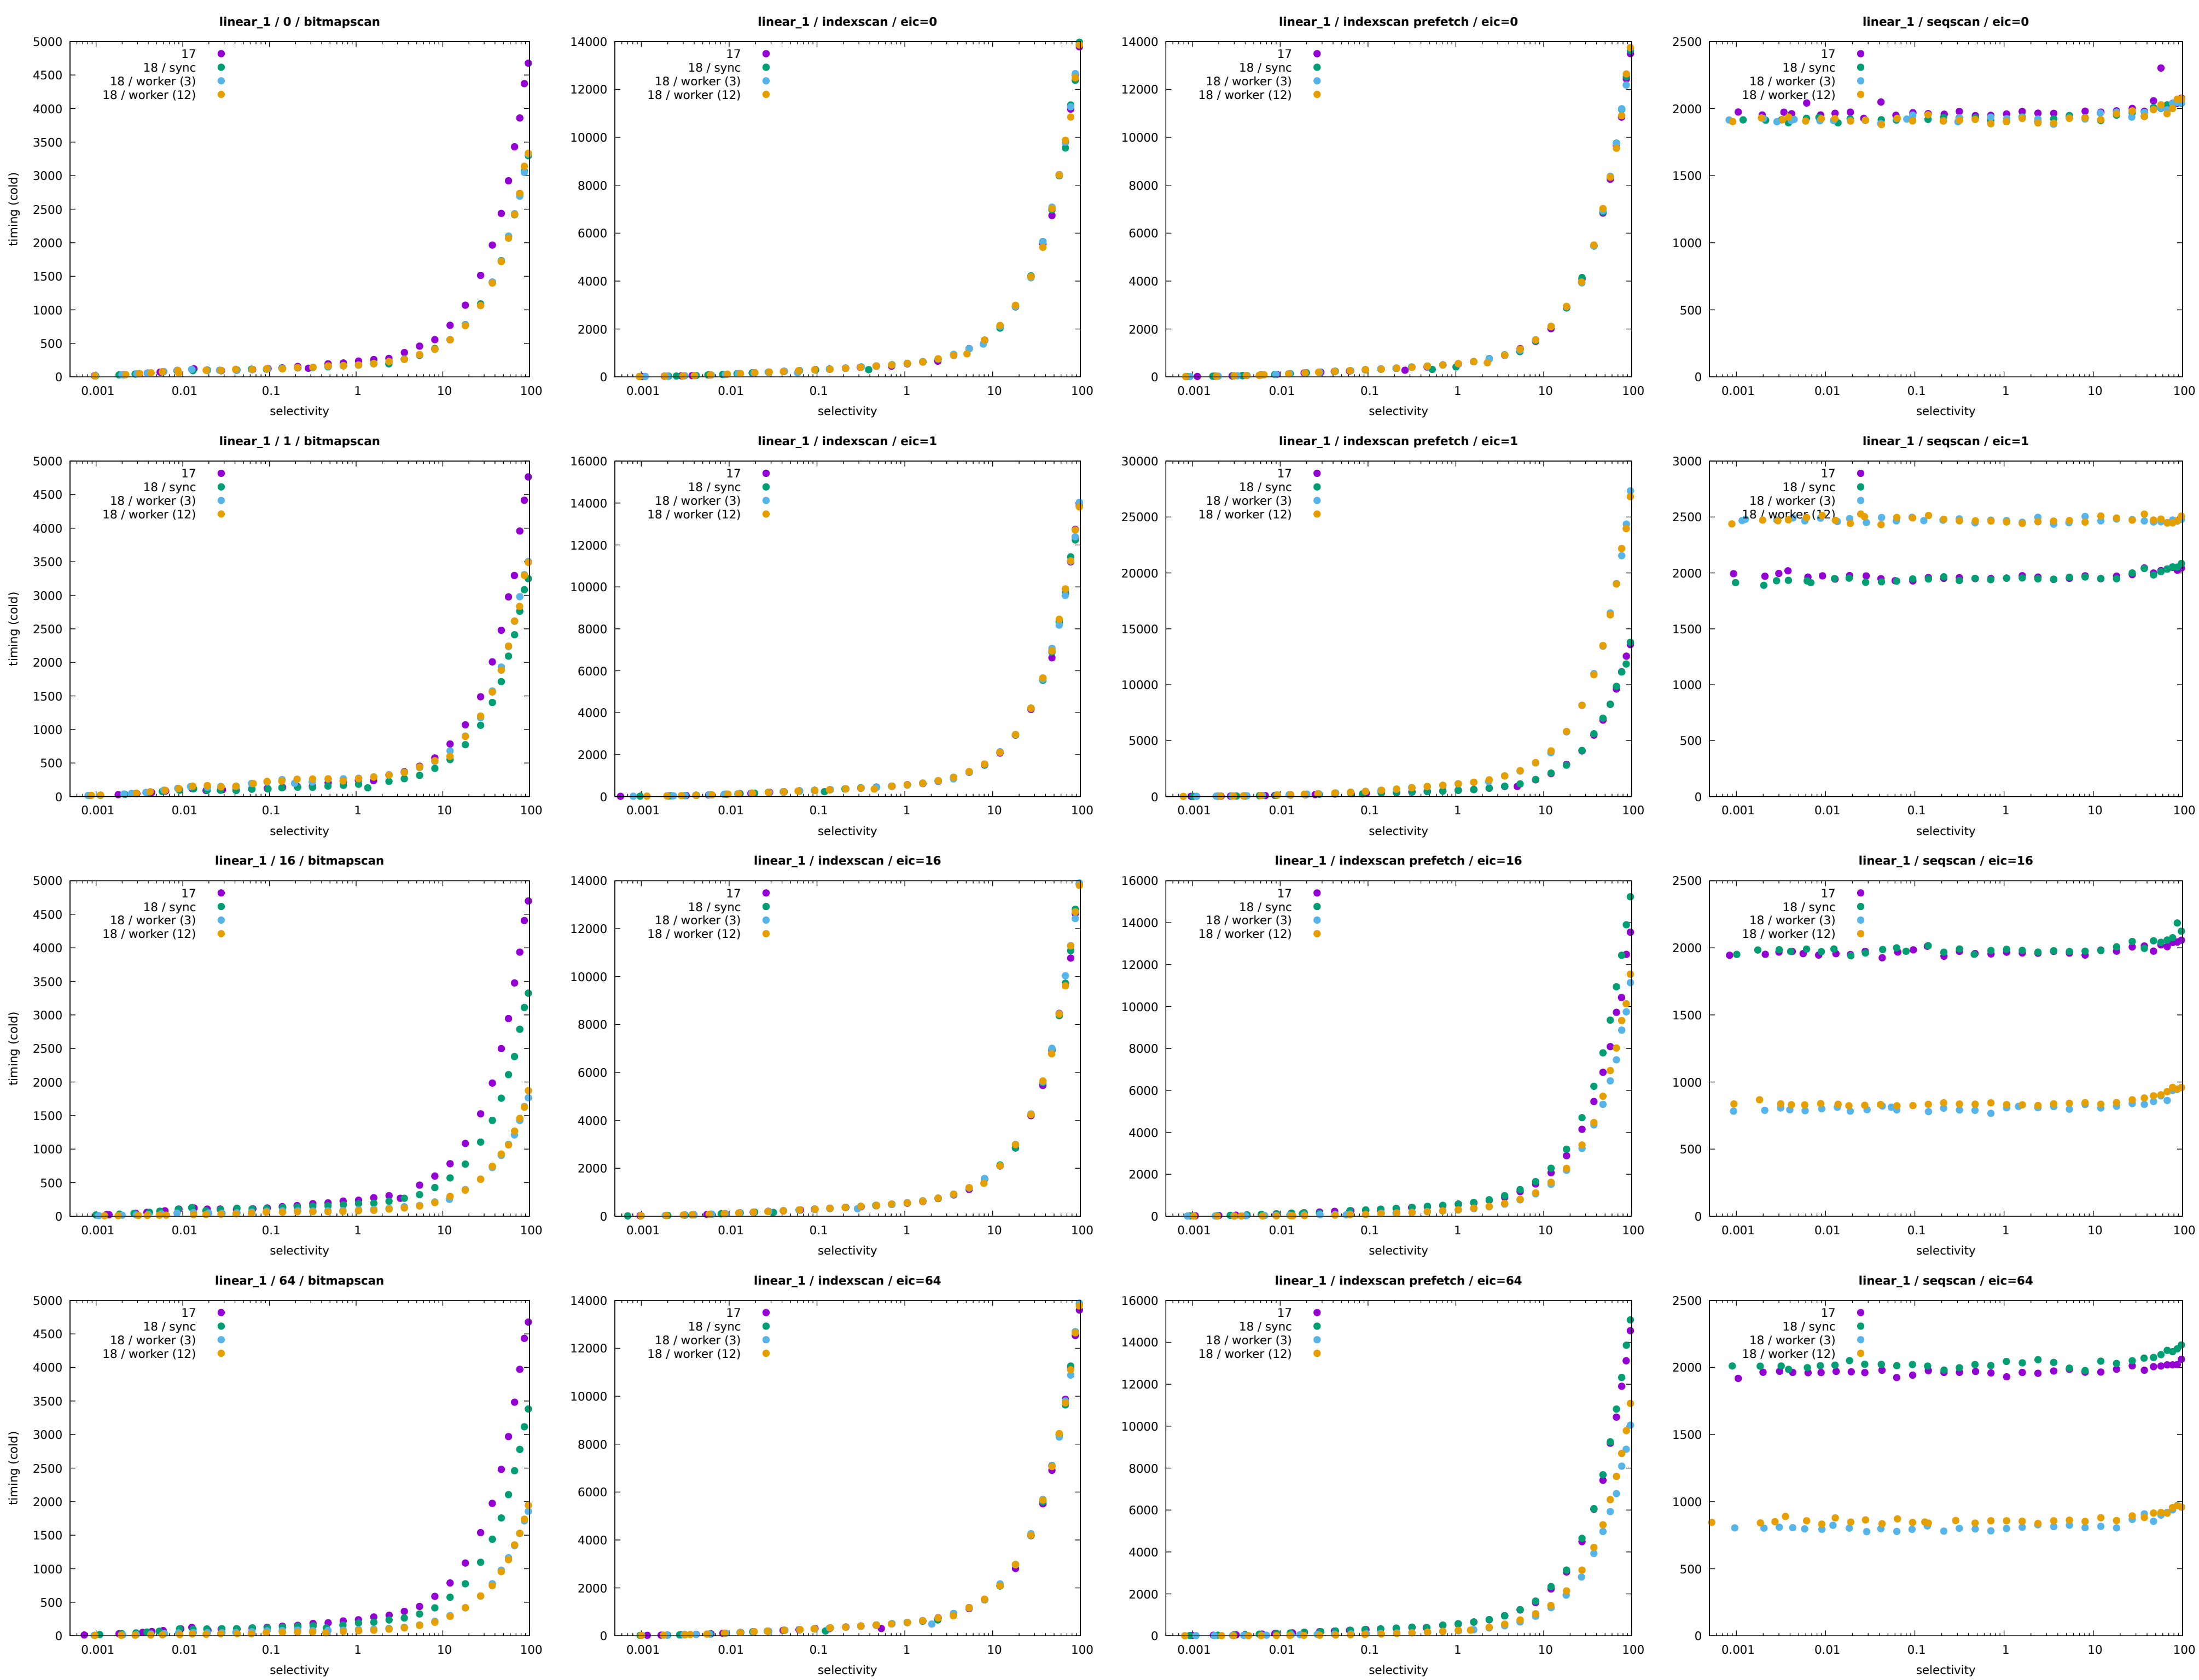 linear_1 / 0 / bitmapscan
timing (cold)
5000
4500
4000
3500
3000
2500
2000
1500
1000
500
0
17
18 / sync
18 / worker (3)
18 / worker (12)
0.001 0.01 0.1 1 10 100
selectivity
linear_1 / indexscan / eic=0
14000
12000
10000
8000
6000
4000
2000
0
17
18 / sync
18 / worker (3)
18 / worker (12)
0.001 0.01 0.1 1 10 100
selectivity
linear_1 / indexscan prefetch / eic=0
14000
12000
10000
8000
6000
4000
2000
0
17
18 / sync
18 / worker (3)
18 / worker (12)
0.001 0.01 0.1 1 10 100
selectivity
linear_1 / seqscan / eic=0
2500
2000
1500
1000
500
0
17
18 / sync
18 / worker (3)
18 / worker (12)
0.001 0.01 0.1 1 10 100
selectivity
linear_1 / 1 / bitmapscan
timing (cold)
5000
4500
4000
3500
3000
2500
2000
1500
1000
500
0
17
18 / sync
18 / worker (3)
18 / worker (12)
0.001 0.01 0.1 1 10 100
selectivity
linear_1 / indexscan / eic=1
16000
14000
12000
10000
8000
6000
4000
2000
0
17
18 / sync
18 / worker (3)
18 / worker (12)
0.001 0.01 0.1 1 10 100
selectivity
linear_1 / indexscan prefetch / eic=1
30000
25000
20000
15000
10000
5000
0
17
18 / sync
18 / worker (3)
18 / worker (12)
0.001 0.01 0.1 1 10 100
selectivity
linear_1 / seqscan / eic=1
3000
2500
2000
1500
1000
500
0
17
18 / sync
18 / worker (3)
18 / worker (12)
0.001 0.01 0.1 1 10 100
selectivity
linear_1 / 16 / bitmapscan
timing (cold)
5000
4500
4000
3500
3000
2500
2000
1500
1000
500
0
17
18 / sync
18 / worker (3)
18 / worker (12)
0.001 0.01 0.1 1 10 100
selectivity
linear_1 / indexscan / eic=16
14000
12000
10000
8000
6000
4000
2000
0
17
18 / sync
18 / worker (3)
18 / worker (12)
0.001 0.01 0.1 1 10 100
selectivity
linear_1 / indexscan prefetch / eic=16
16000
14000
12000
10000
8000
6000
4000
2000
0
17
18 / sync
18 / worker (3)
18 / worker (12)
0.001 0.01 0.1 1 10 100
selectivity
linear_1 / seqscan / eic=16
2500
2000
1500
1000
500
0
17
18 / sync
18 / worker (3)
18 / worker (12)
0.001 0.01 0.1 1 10 100
selectivity
linear_1 / 64 / bitmapscan
timing (cold)
5000
4500
4000
3500
3000
2500
2000
1500
1000
500
0
17
18 / sync
18 / worker (3)
18 / worker (12)
0.001 0.01 0.1 1 10 100
selectivity
linear_1 / indexscan / eic=64
14000
12000
10000
8000
6000
4000
2000
0
17
18 / sync
18 / worker (3)
18 / worker (12)
0.001 0.01 0.1 1 10 100
selectivity
linear_1 / indexscan prefetch / eic=64
16000
14000
12000
10000
8000
6000
4000
2000
0
17
18 / sync
18 / worker (3)
18 / worker (12)
0.001 0.01 0.1 1 10 100
selectivity
linear_1 / seqscan / eic=64
2500
2000
1500
1000
500
0
17
18 / sync
18 / worker (3)
18 / worker (12)
0.001 0.01 0.1 1 10 100
selectivity